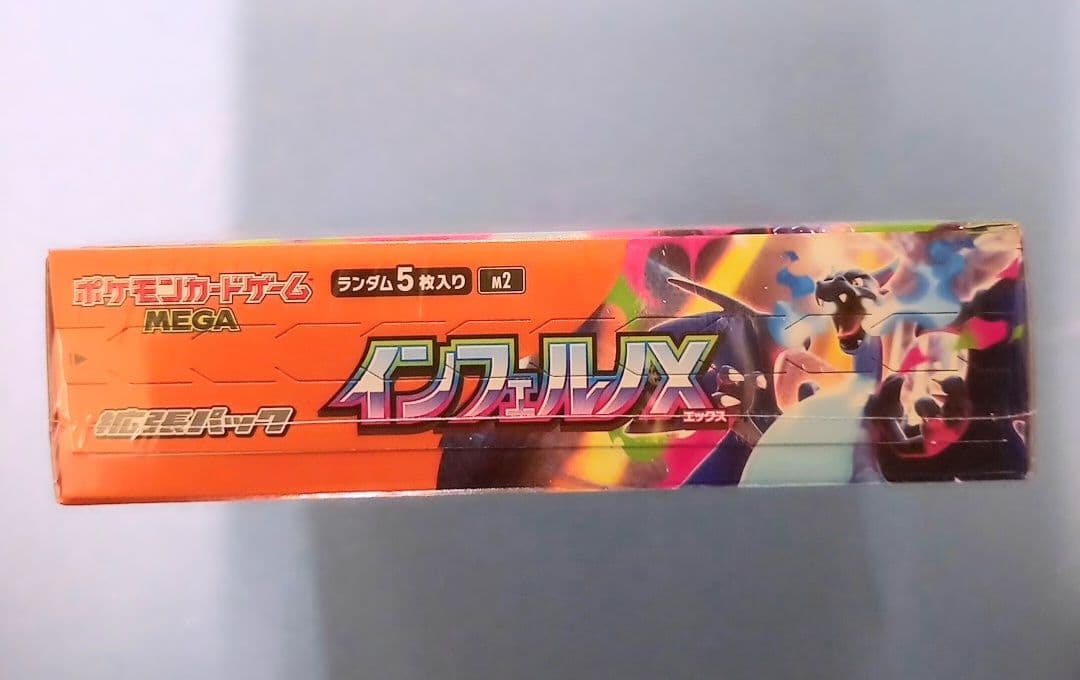 ポケモンカードゲーム
MEGA
ランダム5枚入り
M2
インフェルノX
エックス
拡張パック